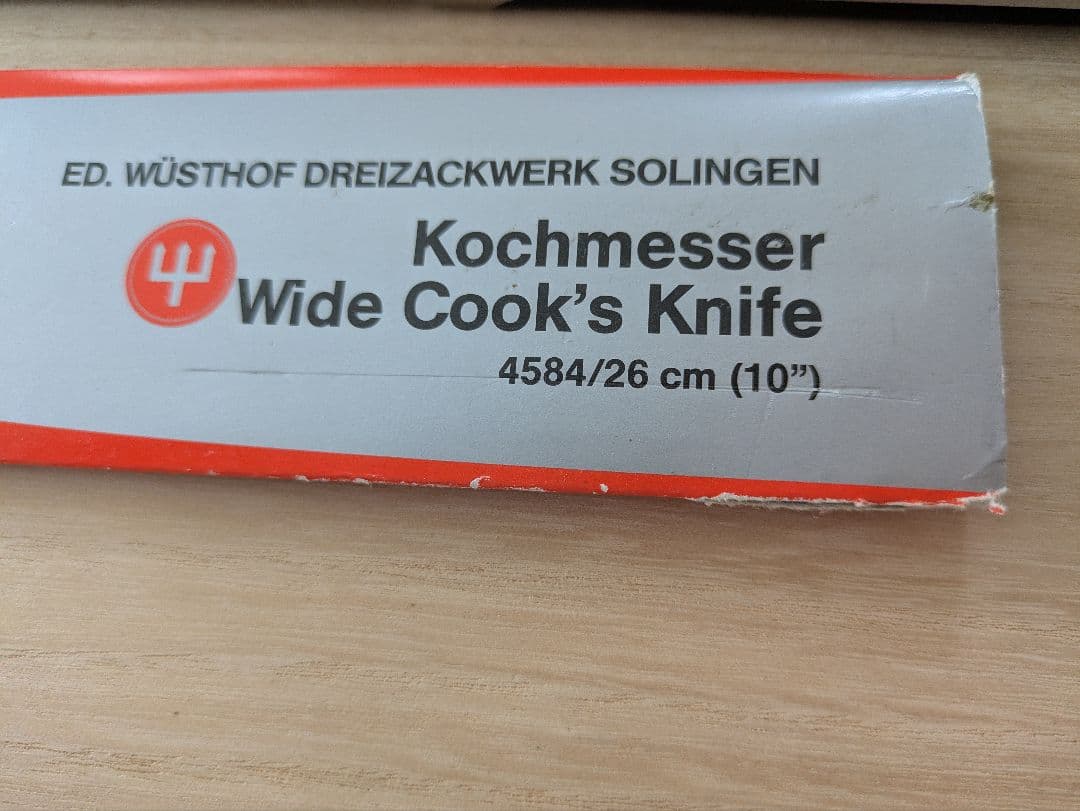 ED. WÜSTHOF DREIZACKWERK SOLINGEN
Kochmesser
Wide Cook’s Knife
4584/26 cm (10”)